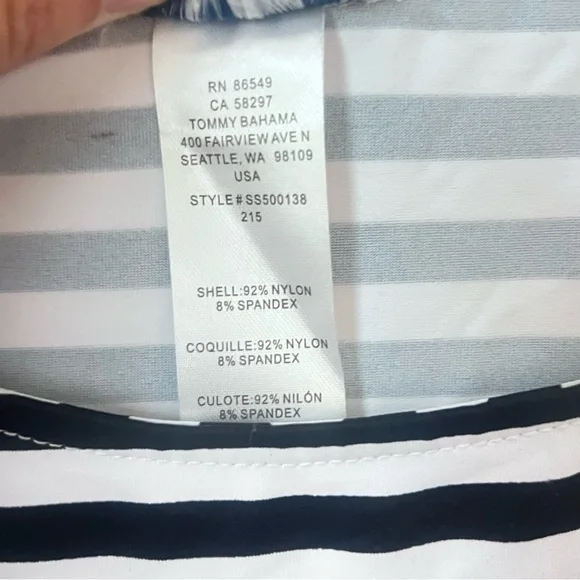 RN 86549
CA 58297
TOMMY BAHAMA
400 FAIRVIEW AVE N
SEATTLE, WA 98109
USA
STYLE#SS500138
215
SHELL:92% NYLON
8% SPANDEX
COQUILLE:92% NYLON
8% SPANDEX
CULOTE:92% NILÓN
8% SPANDEX